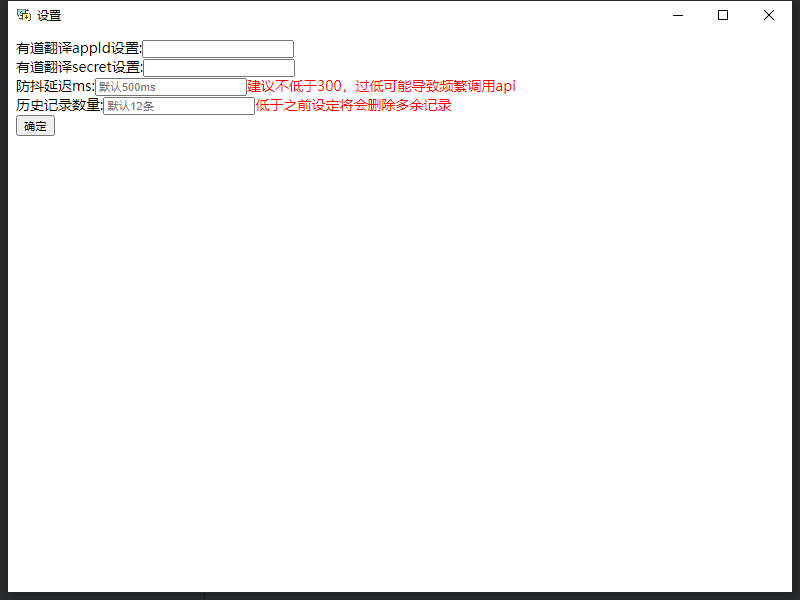 设置
有道翻译appId设置:
有道翻译secret设置:
防抖延迟ms:默认500ms建议不低于300，过低可能导致频繁调用api
历史记录数量:默认12条低于之前设定将会删除多余记录
确定